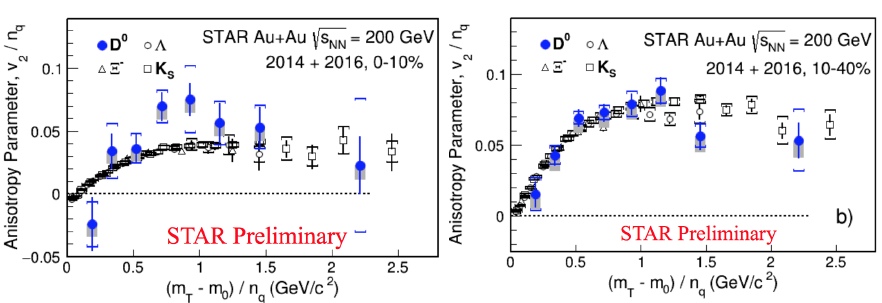 STAR Au+Au √sNN = 200 GeV
2014 + 2016, 0-10%
D⁰ Λ
Ξ⁻ Ks
Anisotropy Parameter, v₂ / nq
0.1
0.05
0
−0.05
STAR Preliminary
0 0.5 1 1.5 2 2.5
(mT - m₀) / nq (GeV/c²)
STAR Au+Au √sNN = 200 GeV
2014 + 2016, 10-40%
D⁰ Λ
Ξ⁻ Ks
Anisotropy Parameter, v₂ / nq
0.1
0.05
0
b)
STAR Preliminary
0 0.5 1 1.5 2 2.5
(mT - m₀) / nq (GeV/c²)